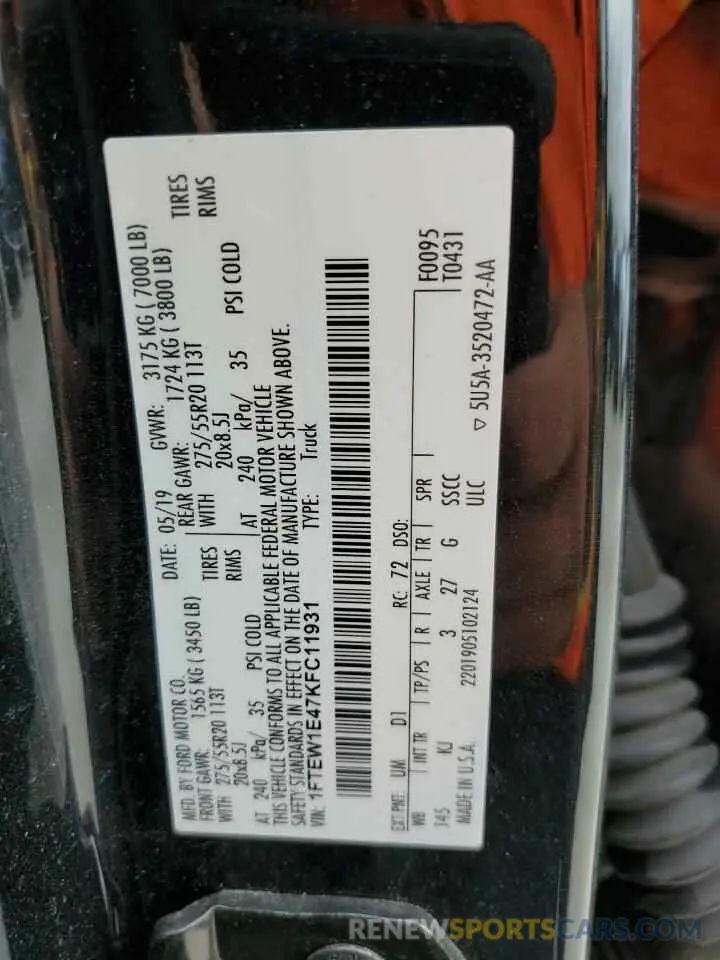 MFD. BY FORD MOTOR CO.
DATE: 05/19 GVWR: 3175 KG ( 7000 LB)
FRONT GAWR: 1565 KG ( 3450 LB) REAR GAWR: 1724 KG ( 3800 LB)
WITH 275/55R20 113T TIRES WITH 275/55R20 113T TIRES
20x8.5J RIMS 20x8.5J RIMS
AT 240 kPa/ 35 PSI COLD AT 240 kPa/ 35 PSI COLD
THIS VEHICLE CONFORMS TO ALL APPLICABLE FEDERAL MOTOR VEHICLE
SAFETY STANDARDS IN EFFECT ON THE DATE OF MANUFACTURE SHOWN ABOVE.
VIN: 1FTEW1E47KFC11931 TYPE: Truck
EXT PNT: UM D1 RC: 72 DSO: F0095
WB INT TR TP/PS R AXLE TR SPR T0431
145 KJ 3 27 G SSCC
MADE IN U.S.A. 2201905102124 ULC
▽ 5U5A-3520472-AA
RENEWSPORTSCARS.COM